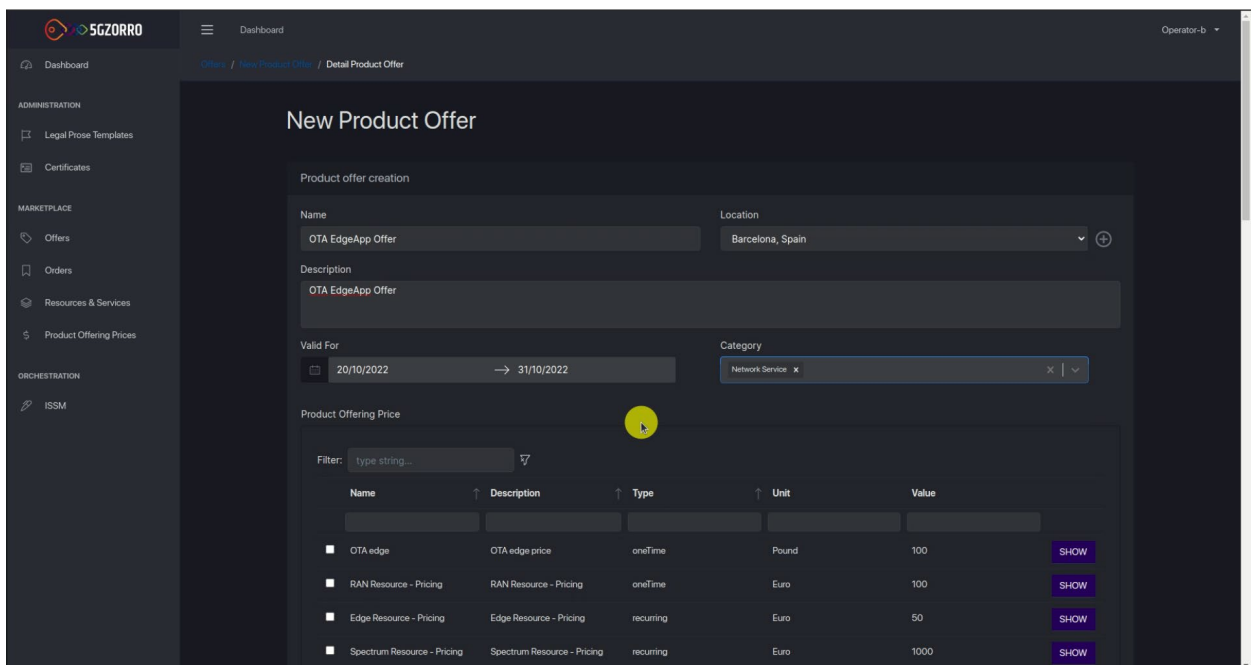 5GZORRO
Dashboard
Operator-b
Dashboard
Offers / New Product Offer / Detail Product Offer
ADMINISTRATION
Legal Prose Templates
Certificates
MARKETPLACE
Offers
Orders
Resources & Services
Product Offering Prices
ORCHESTRATION
ISSM
New Product Offer
Product offer creation
Name
Location
OTA EdgeApp Offer
Barcelona, Spain
Description
OTA EdgeApp Offer
Valid For
Category
20/10/2022 → 31/10/2022
Network Service x
Product Offering Price
Filter: type string...
Name Description Type Unit Value
OTA edge OTA edge price oneTime Pound 100 SHOW
RAN Resource - Pricing RAN Resource - Pricing oneTime Euro 100 SHOW
Edge Resource - Pricing Edge Resource - Pricing recurring Euro 50 SHOW
Spectrum Resource - Pricing Spectrum Resource - Pricing recurring Euro 1000 SHOW